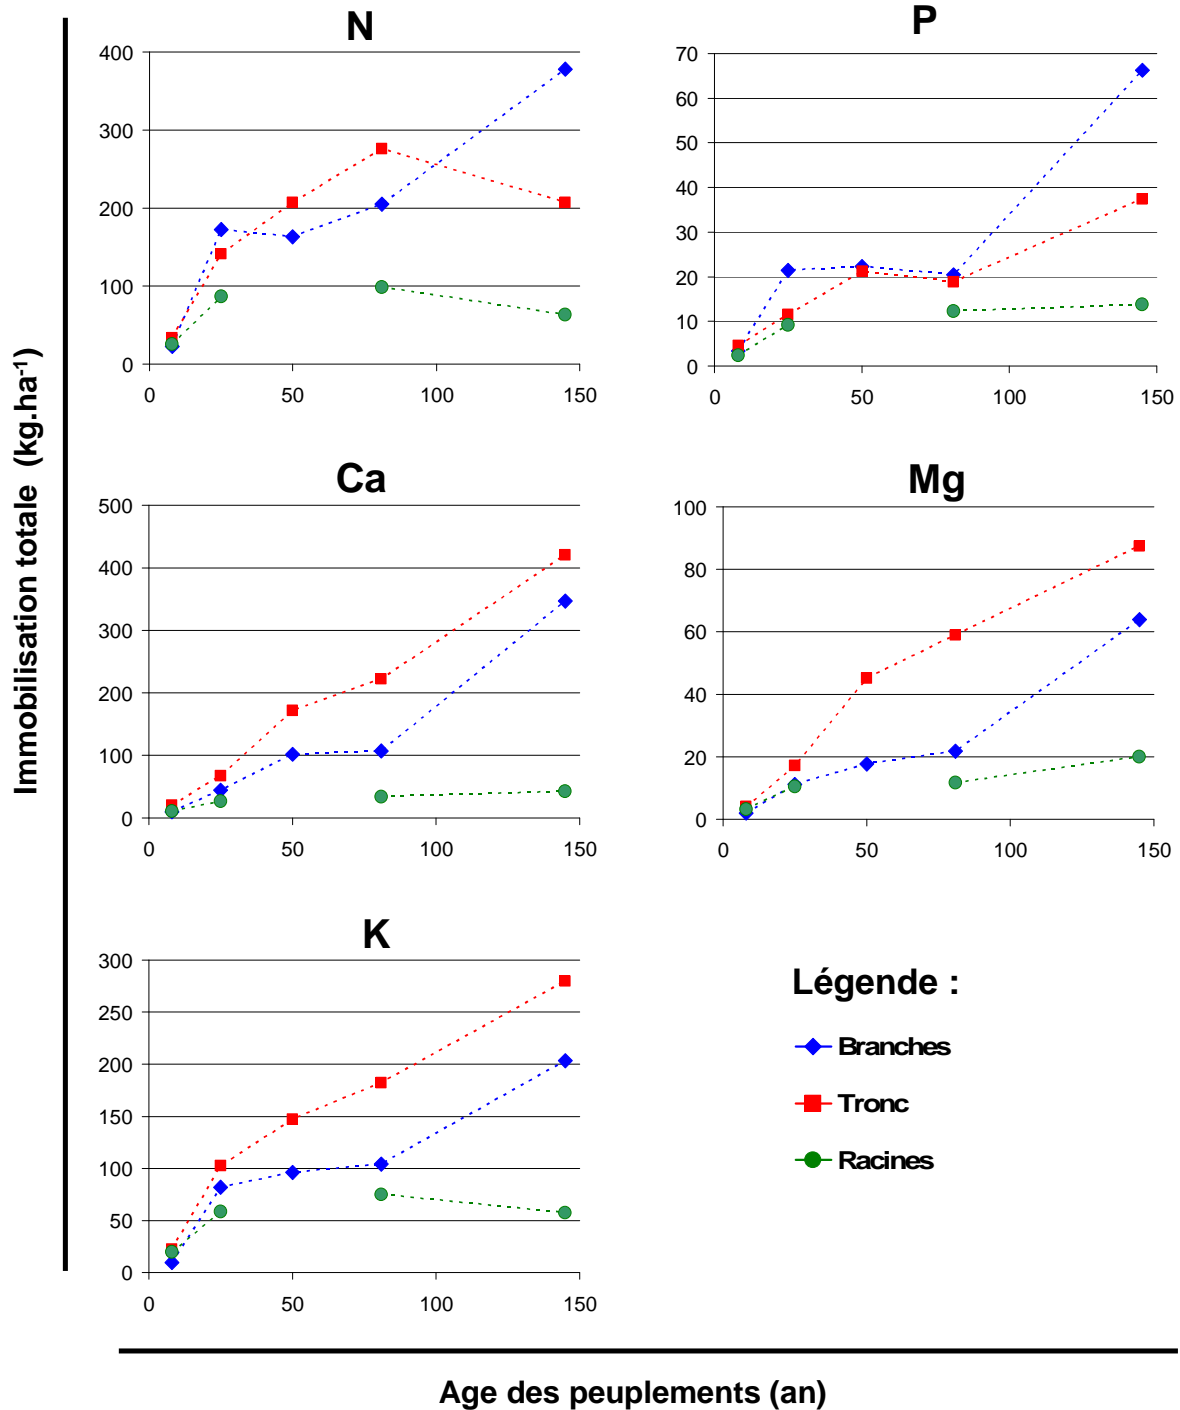 N
400
300
200
100
0
0 50 100 150
P
70
60
50
40
30
20
10
0
0 50 100 150
Immobilisation totale (kg.ha⁻¹)
Ca
500
400
300
200
100
0
0 50 100 150
Mg
100
80
60
40
20
0
0 50 100 150
K
300
250
200
150
100
50
0
0 50 100 150
Légende :
Branches
Tronc
Racines
Age des peuplements (an)